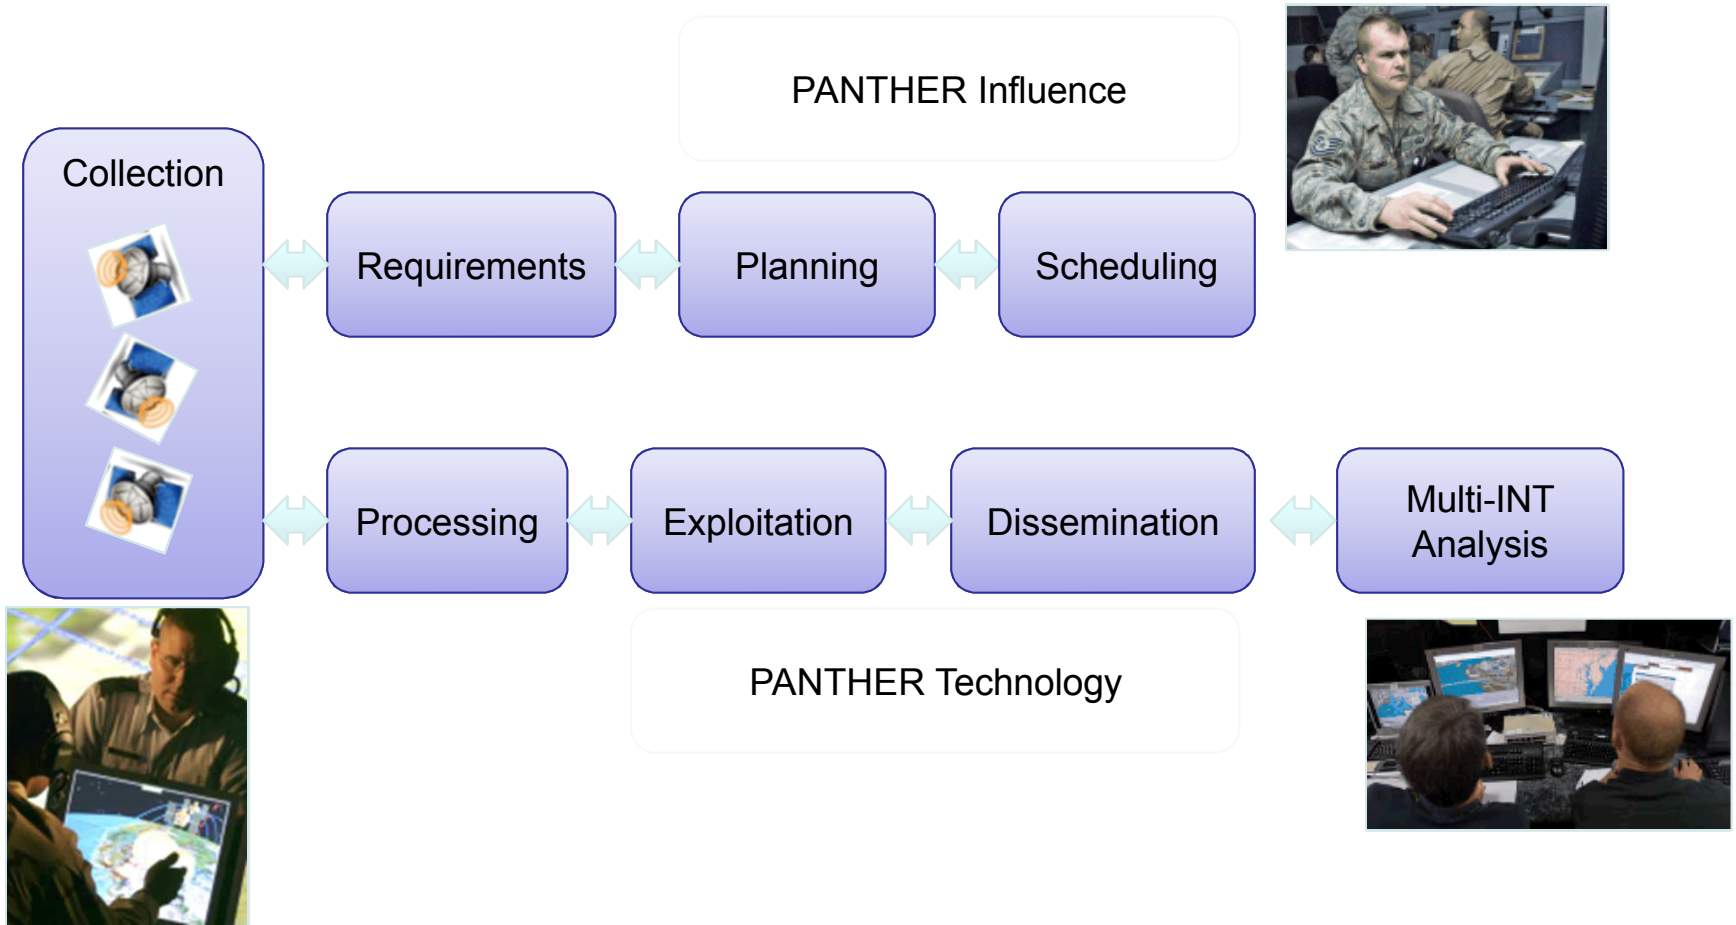 PANTHER Influence
Collection
Requirements
Planning
Scheduling
Processing
Exploitation
Dissemination
Multi-INT
Analysis
PANTHER Technology